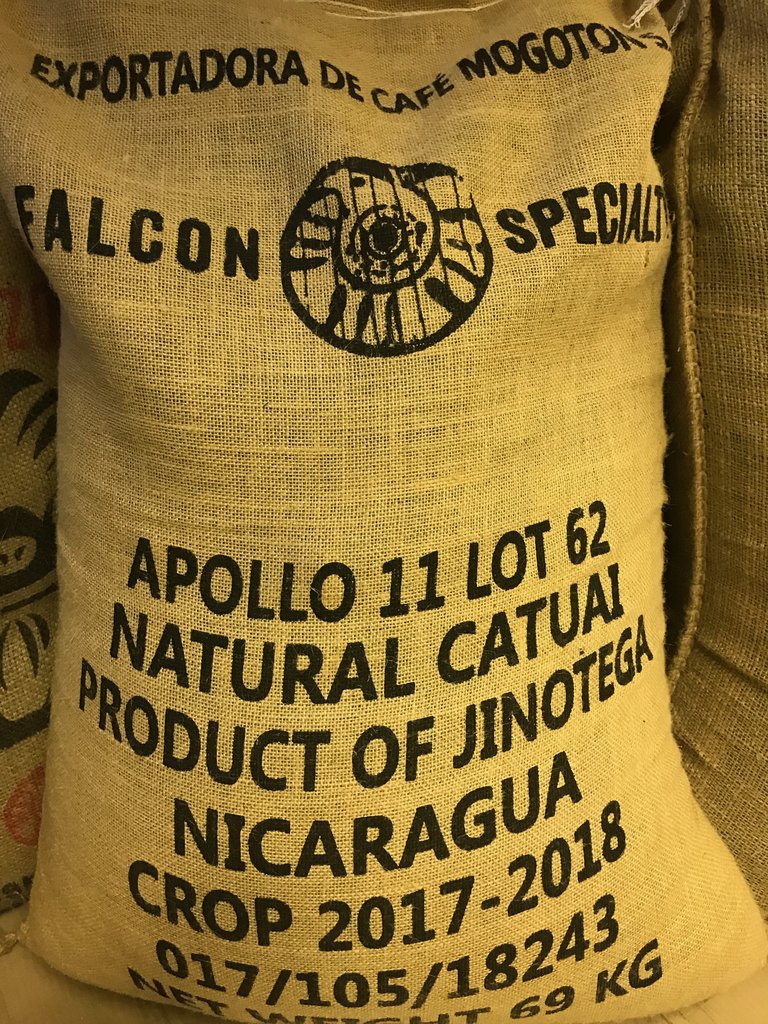 EXPORTADORA DE CAFÉ MOGOTON
FALCON SPECIALTY
APOLLO 11 LOT 62
NATURAL CATUAI
PRODUCT OF JINOTEGA
NICARAGUA
CROP 2017-2018
017/105/18243
NET WEIGHT 69 KG